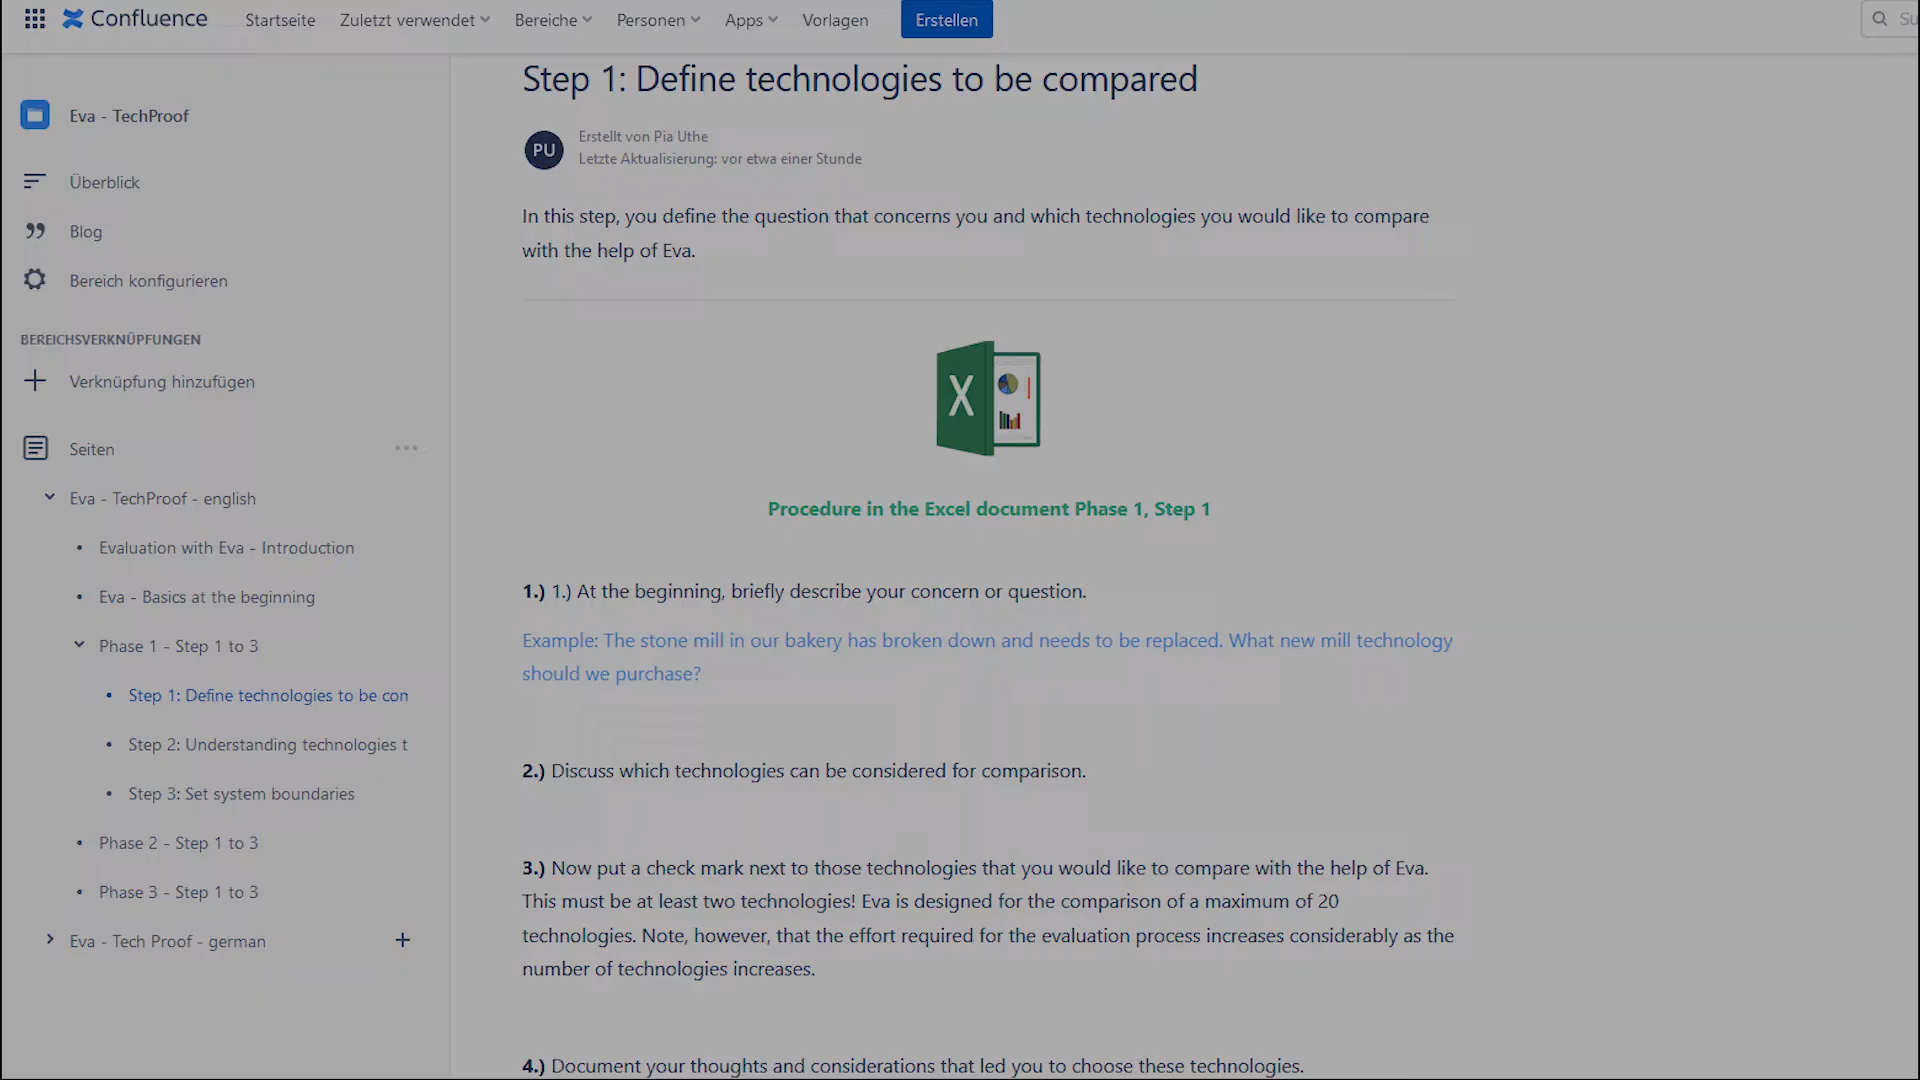 Confluence
Startseite
Zuletzt verwendet
Bereiche
Personen
Apps
Vorlagen
Erstellen
Eva - TechProof
Überblick
Blog
Bereich konfigurieren
BEREICHSVERKNÜPFUNGEN
Verknüpfung hinzufügen
Seiten
Eva - TechProof - english
Evaluation with Eva - Introduction
Eva - Basics at the beginning
Phase 1 - Step 1 to 3
Step 1: Define technologies to be con
Step 2: Understanding technologies t
Step 3: Set system boundaries
Phase 2 - Step 1 to 3
Phase 3 - Step 1 to 3
Eva - Tech Proof - german
Step 1: Define technologies to be compared
PU
Erstellt von Pia Uthe
Letzte Aktualisierung: vor etwa einer Stunde
In this step, you define the question that concerns you and which technologies you would like to compare
with the help of Eva.
X
Procedure in the Excel document Phase 1, Step 1
1.) 1.) At the beginning, briefly describe your concern or question.
Example: The stone mill in our bakery has broken down and needs to be replaced. What new mill technology
should we purchase?
2.) Discuss which technologies can be considered for comparison.
3.) Now put a check mark next to those technologies that you would like to compare with the help of Eva.
This must be at least two technologies! Eva is designed for the comparison of a maximum of 20
technologies. Note, however, that the effort required for the evaluation process increases considerably as the
number of technologies increases.
4.) Document your thoughts and considerations that led you to choose these technologies.